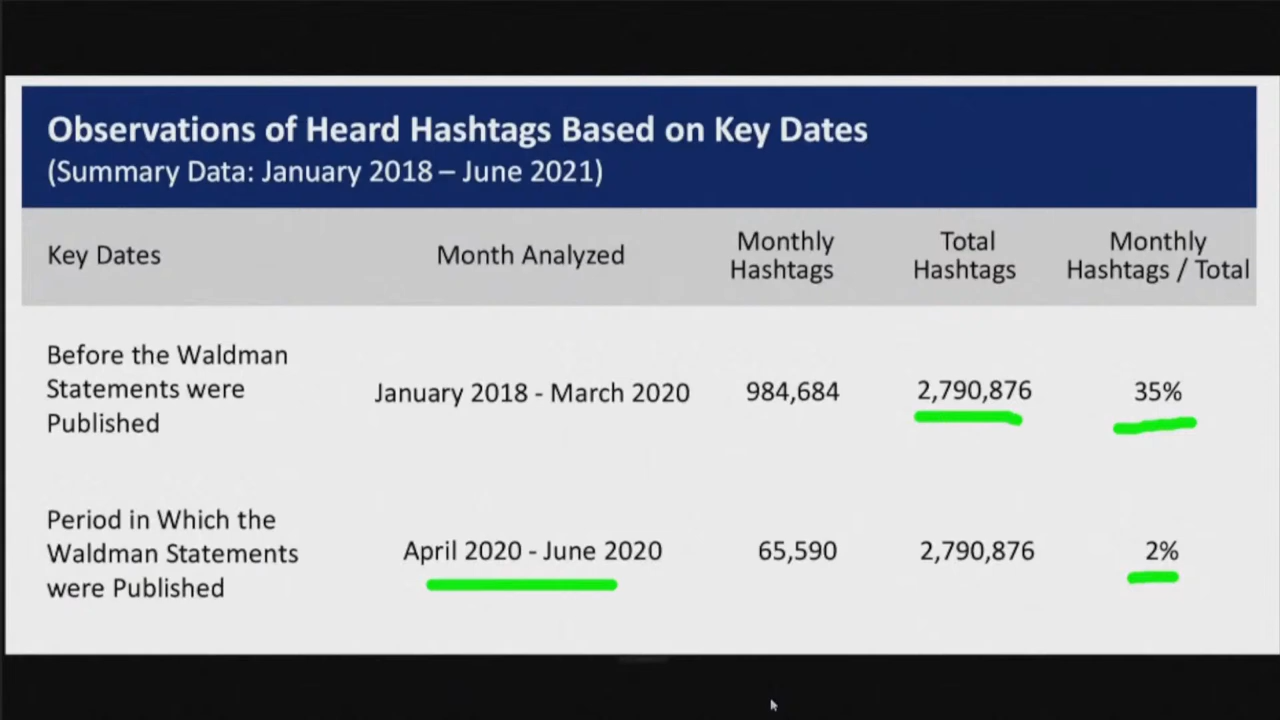 Observations of Heard Hashtags Based on Key Dates
(Summary Data: January 2018 – June 2021)
Key Dates
Month Analyzed
Monthly
Hashtags
Total
Hashtags
Monthly
Hashtags / Total
Before the Waldman
Statements were
Published
January 2018 - March 2020
984,684
2,790,876
35%
Period in Which the
Waldman Statements
were Published
April 2020 - June 2020
65,590
2,790,876
2%